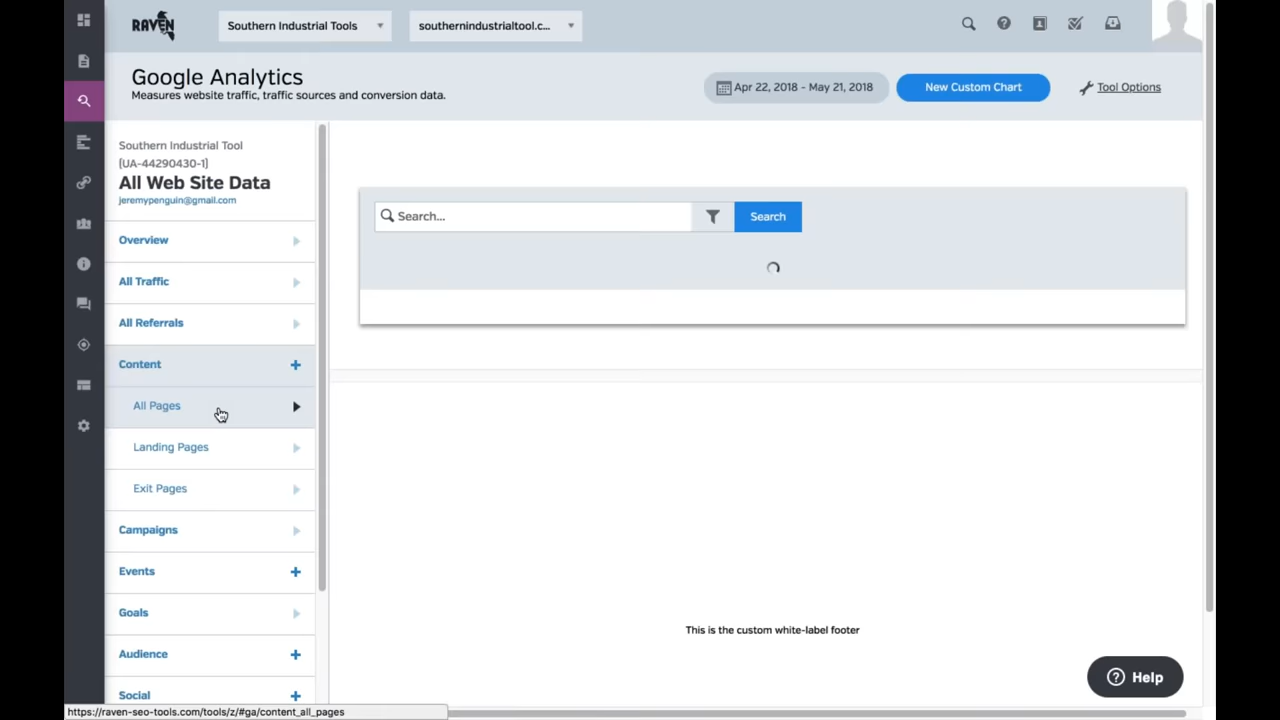 RAVEN
Southern Industrial Tools
southernindustrialtool.c...
Google Analytics
Measures website traffic, traffic sources and conversion data.
Apr 22, 2018 - May 21, 2018
New Custom Chart
Tool Options
Southern Industrial Tool
(UA-44290430-1)
All Web Site Data
jeremypenguin@gmail.com
Overview
All Traffic
All Referrals
Content
All Pages
Landing Pages
Exit Pages
Campaigns
Events
Goals
Audience
Social
Search...
Search
This is the custom white-label footer
Help
https://raven-seo-tools.com/tools/z/#ga/content_all_pages